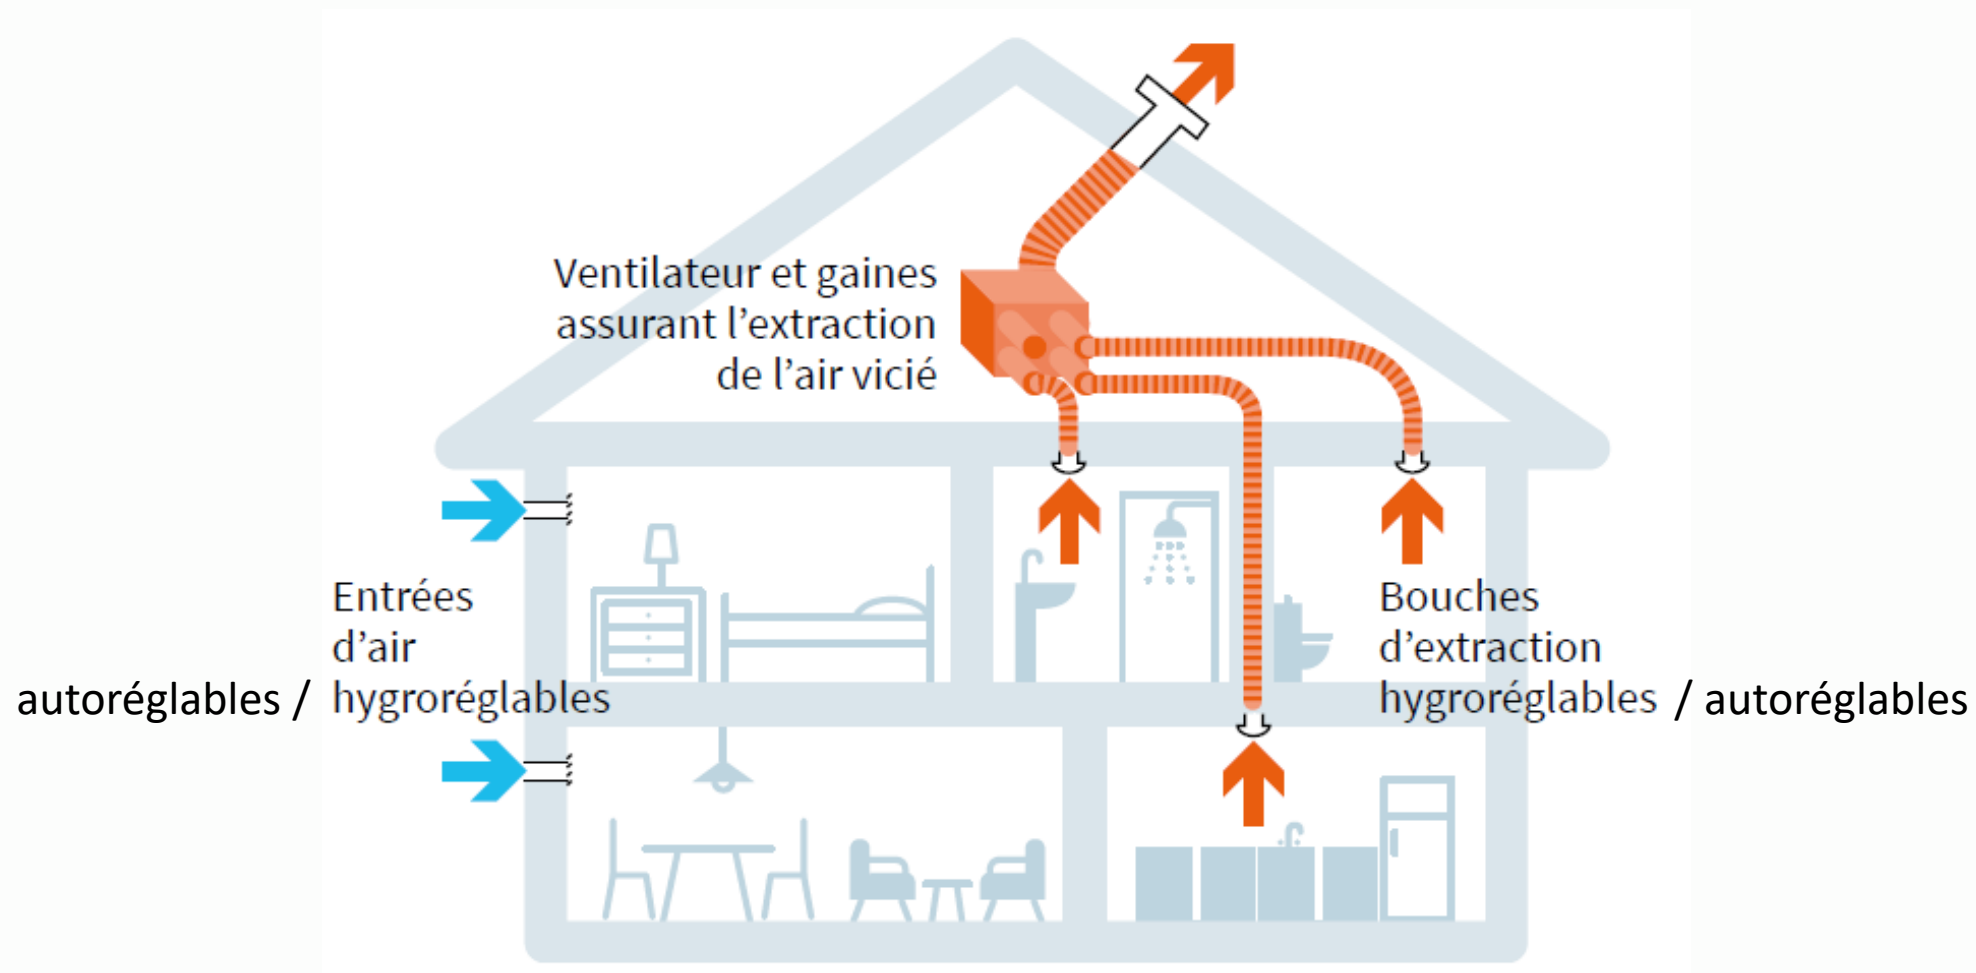 Ventilateur et gaines
assurant l’extraction
de l’air vicié
Entrées
d’air
autoréglables / hygroréglables
Bouches
d’extraction
hygroréglables / autoréglables